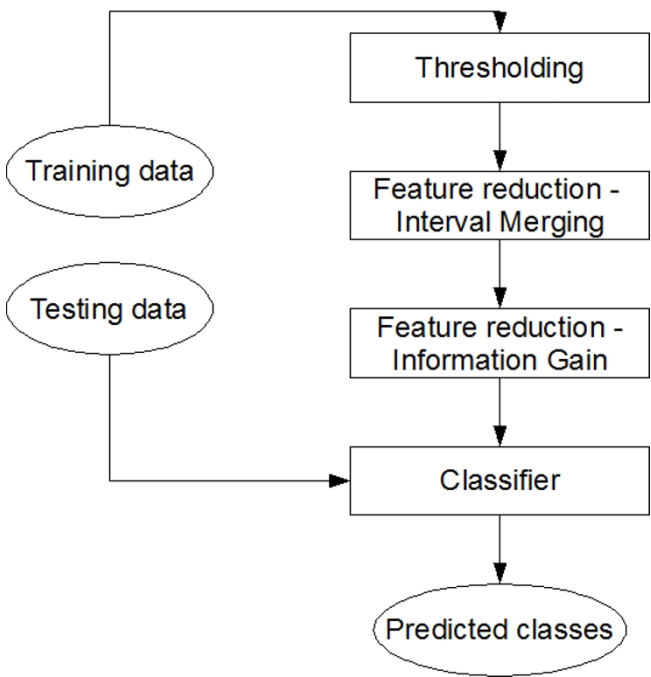 Thresholding
Training data
Feature reduction -
Interval Merging
Testing data
Feature reduction -
Information Gain
Classifier
Predicted classes